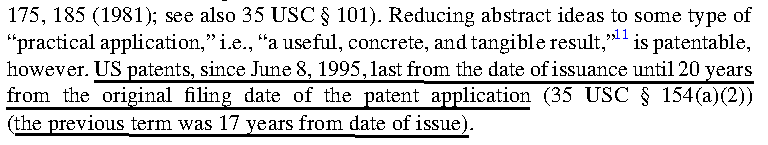 175, 185 (1981); see also 35 USC § 101). Reducing abstract ideas to some type of
“practical application,” i.e., “a useful, concrete, and tangible result,”11 is patentable,
however. US patents, since June 8, 1995, last from the date of issuance until 20 years
from the original filing date of the patent application (35 USC § 154(a)(2))
(the previous term was 17 years from date of issue).